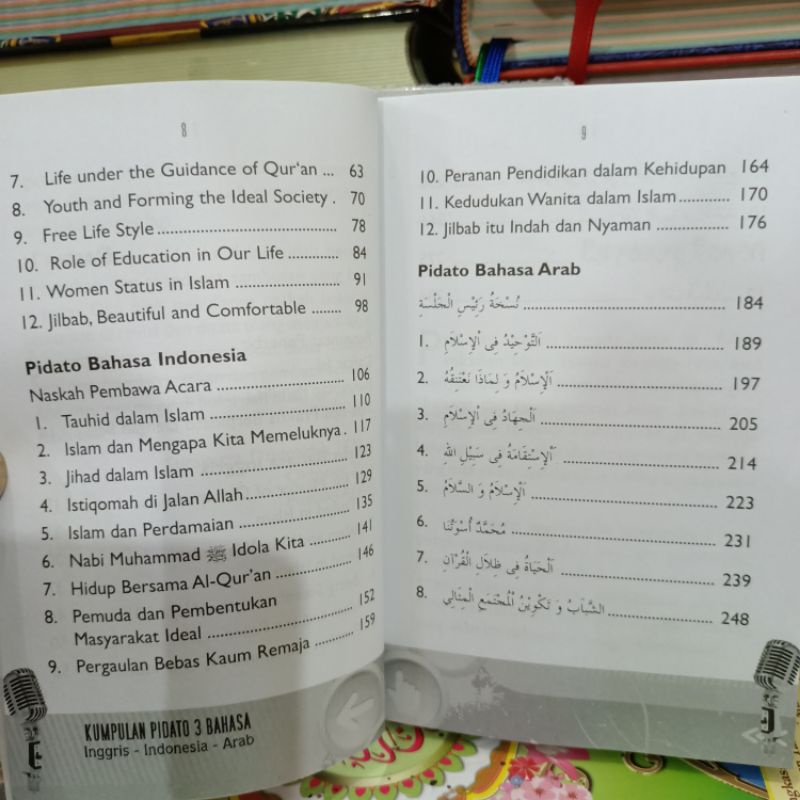 8
7. Life under the Guidance of Qur'an ... 63
8. Youth and Forming the Ideal Society . 70
9. Free Life Style ........................................ 78
10. Role of Education in Our Life ............ 84
11. Women Status in Islam ........................ 91
12. Jilbab, Beautiful and Comfortable ....... 98
Pidato Bahasa Indonesia
Naskah Pembawa Acara ........................... 106
1. Tauhid dalam Islam ............................ 110
2. Islam dan Mengapa Kita Memeluknya. 117
3. Jihad dalam Islam .............................. 123
4. Istiqomah di Jalan Allah ...................... 129
5. Islam dan Perdamaian ........................ 135
6. Nabi Muhammad ﷺ Idola Kita .......... 141
7. Hidup Bersama Al-Qur'an .................. 146
8. Pemuda dan Pembentukan
Masyarakat Ideal ............................... 152
9. Pergaulan Bebas Kaum Remaja .......... 159
KUMPULAN PIDATO 3 BAHASA
Inggris - Indonesia - Arab
9
10. Peranan Pendidikan dalam Kehidupan 164
11. Kedudukan Wanita dalam Islam ............ 170
12. Jilbab itu Indah dan Nyaman ................. 176
Pidato Bahasa Arab
نُسْخَةُ رَئِيْسِ الْجَلْسَةِ ........................................ 184
1. اَلتَّوْحِيْدُ فِى اْلإِسْلَامِ ........................................ 189
2. اَلْإِسْلَامُ وَ لِمَاذَا نَعْتَنِقُهُ ........................................ 197
3. اَلْجِهَادُ فِى اْلإِسْلَامِ ........................................ 205
4. اَلْإِسْتِقَامَةُ فِى سَبِيْلِ اللهِ ........................................ 214
5. اَلْإِسْلَامُ وَ السَّلَامُ ........................................ 223
6. مُحَمَّدٌ أُسْوَتُنَا ........................................ 231
7. اَلْحَيَاةُ فِى ظِلَالِ الْقُرْآنِ ........................................ 239
8. الشَّبَابُ وَ تَكْوِيْنُ الْمُجْتَمَعِ الْمِثَالِي ........................................ 248